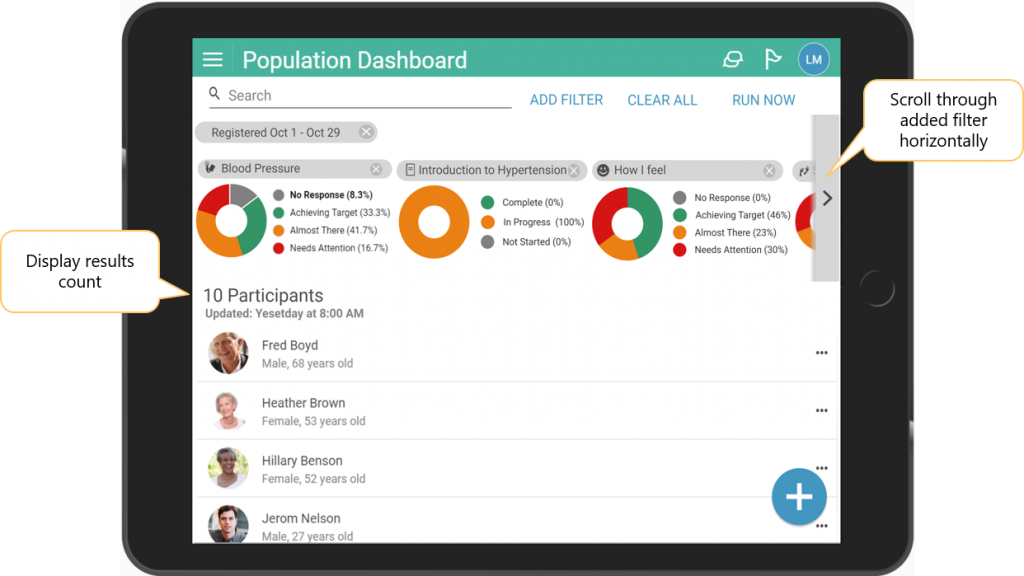 Population Dashboard
LM
Search
ADD FILTER
CLEAR ALL
RUN NOW
Scroll through
added filter
horizontally
Registered Oct 1 - Oct 29
Blood Pressure
No Response (8.3%)
Achieving Target (33.3%)
Almost There (41.7%)
Needs Attention (16.7%)
Introduction to Hypertension
Complete (0%)
In Progress (100%)
Not Started (0%)
How I feel
No Response (0%)
Achieving Target (46%)
Almost There (23%)
Needs Attention (30%)
Display results
count
10 Participants
Updated: Yesetday at 8:00 AM
Fred Boyd
Male, 68 years old
Heather Brown
Female, 53 years old
Hillary Benson
Female, 52 years old
Jerom Nelson
Male, 27 years old